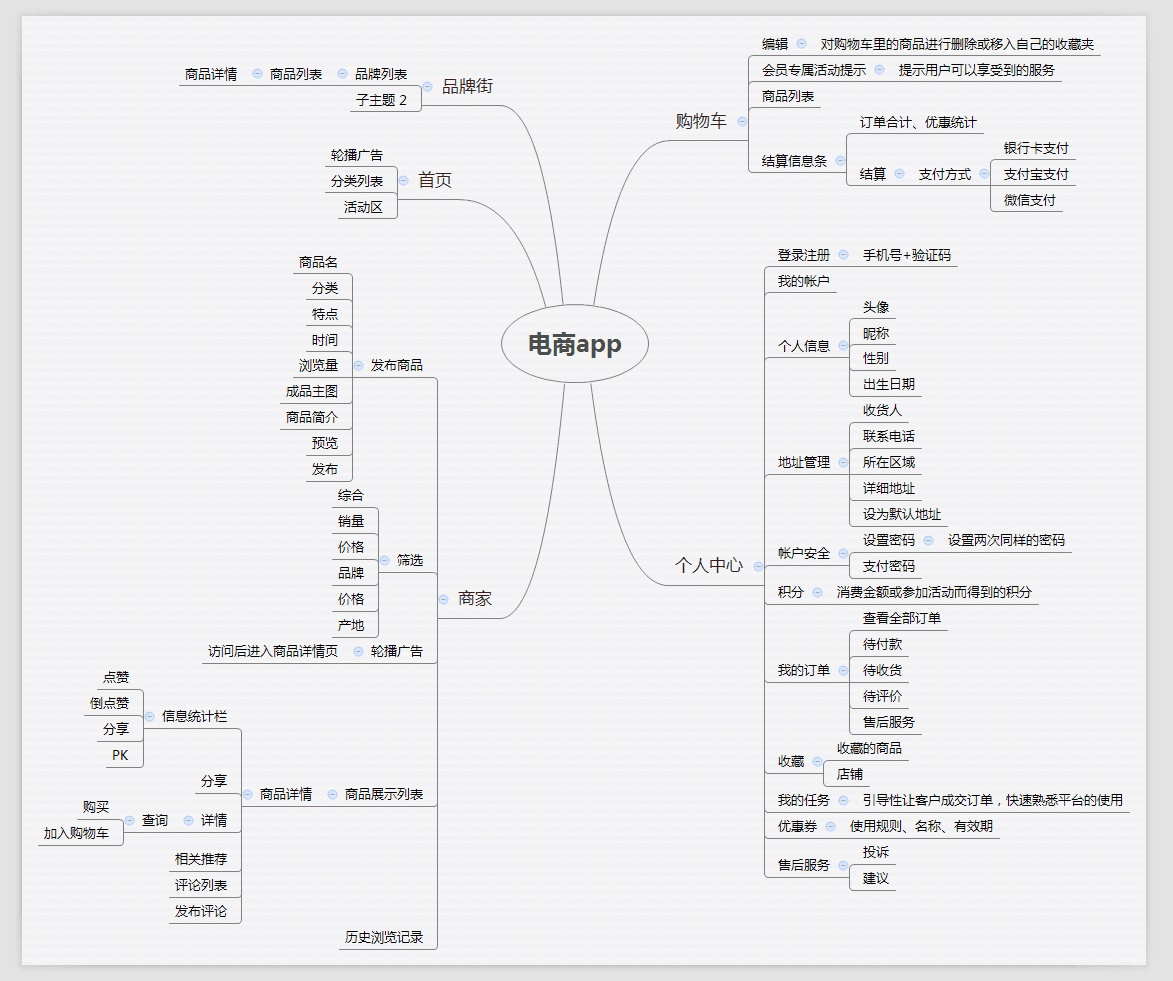 电商app
品牌街
品牌列表
商品列表
商品详情
子主题 2
首页
轮播广告
分类列表
活动区
商家
发布商品
商品名
分类
特点
时间
浏览量
成品主图
商品简介
预览
发布
筛选
综合
销量
价格
品牌
价格
产地
轮播广告
访问后进入商品详情页
商品展示列表
商品详情
信息统计栏
点赞
倒点赞
分享
PK
分享
详情
查询
购买
加入购物车
相关推荐
评论列表
发布评论
历史浏览记录
购物车
编辑
对购物车里的商品进行删除或移入自己的收藏夹
会员专属活动提示
提示用户可以享受到的服务
商品列表
结算信息条
订单合计、优惠统计
结算
支付方式
银行卡支付
支付宝支付
微信支付
个人中心
登录注册
手机号+验证码
我的帐户
个人信息
头像
昵称
性别
出生日期
地址管理
收货人
联系电话
所在区域
详细地址
设为默认地址
帐户安全
设置密码
设置两次同样的密码
支付密码
积分
消费金额或参加活动而得到的积分
我的订单
查看全部订单
待付款
待收货
待评价
售后服务
收藏
收藏的商品
店铺
我的任务
引导性让客户成交订单，快速熟悉平台的使用
优惠券
使用规则、名称、有效期
售后服务
投诉
建议